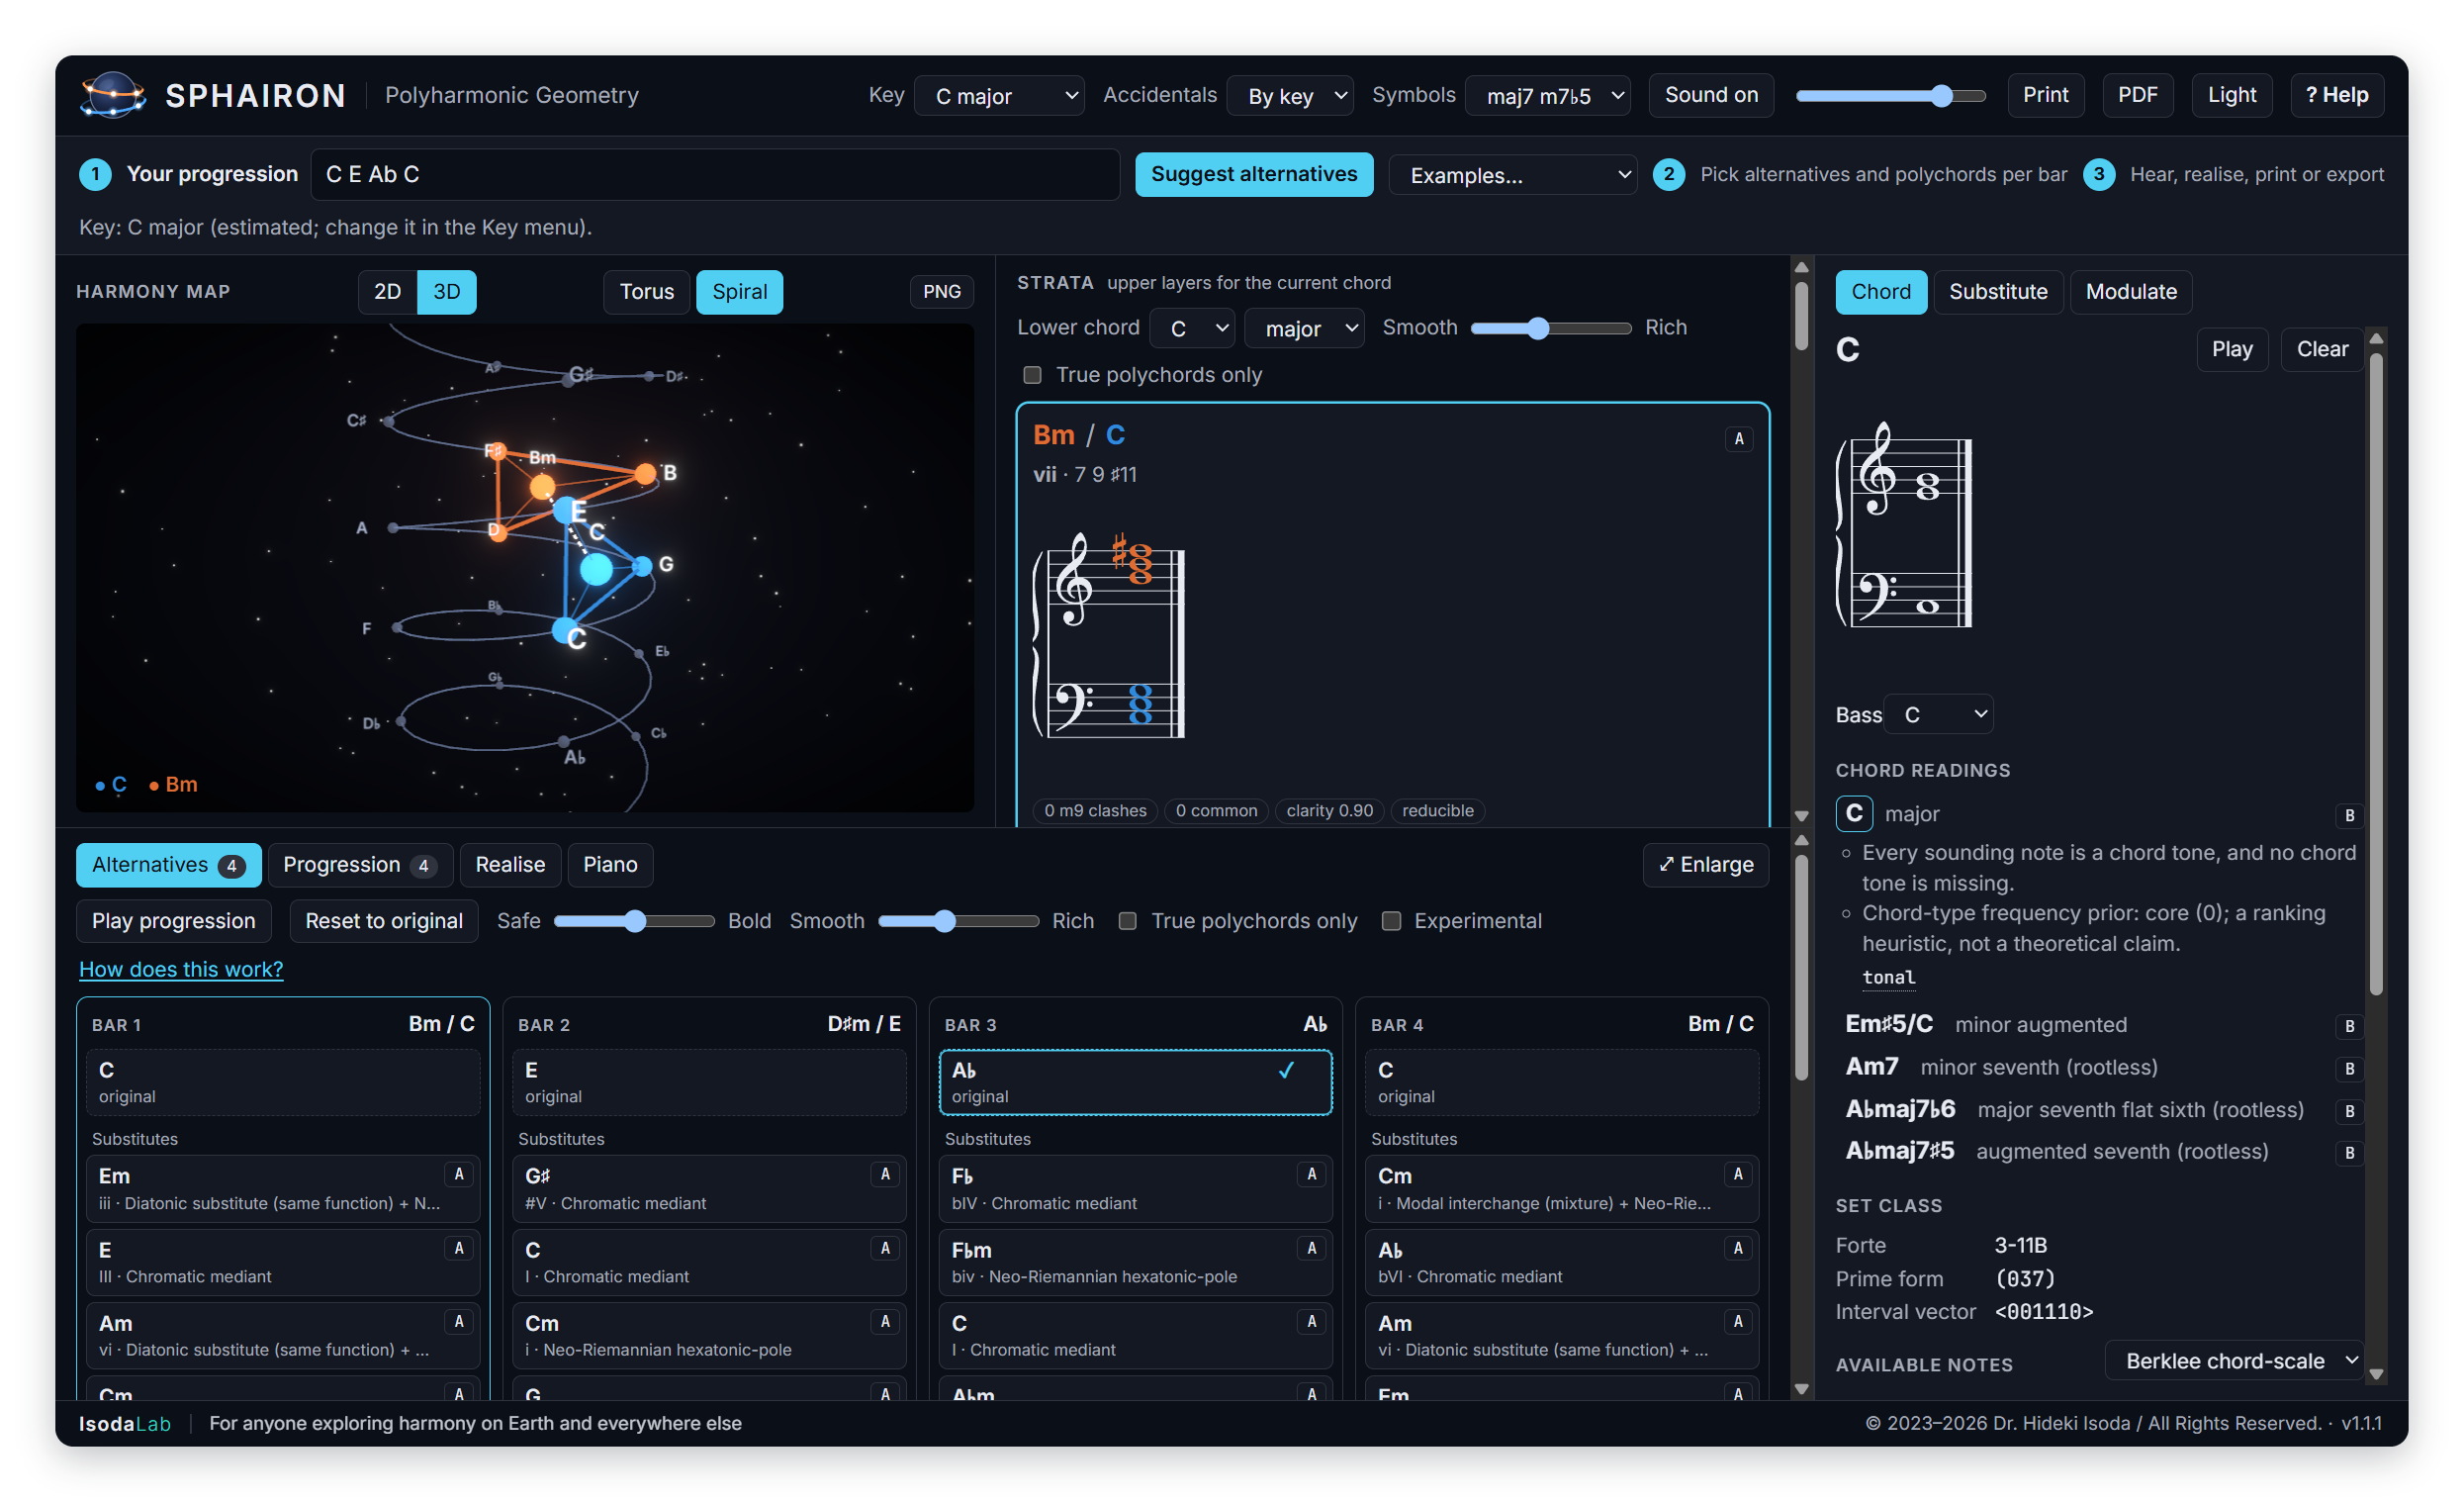 SPHAIRON | Polyharmonic Geometry
Key C major Accidentals By key Symbols maj7 m7♭5 Sound on Print PDF Light ? Help
1 Your progression C E Ab C Suggest alternatives Examples... 2 Pick alternatives and polychords per bar 3 Hear, realise, print or export
Key: C major (estimated; change it in the Key menu).
HARMONY MAP 2D 3D Torus Spiral PNG
A♯
G♯
D♯
C♯
F♯
Bm
B
E
C
A
D
G
B♭
F
C
E♭
G♭
D♭
C♭
A♭
C Bm
STRATA upper layers for the current chord
Lower chord C major Smooth Rich
True polychords only
Bm / C A
vii · 7 9 ♯11
0 m9 clashes 0 common clarity 0.90 reducible
Chord Substitute Modulate
C Play Clear
Bass C
CHORD READINGS
C major B
Every sounding note is a chord tone, and no chord
tone is missing.
Chord-type frequency prior: core (0); a ranking
heuristic, not a theoretical claim.
tonal
Em♯5/C minor augmented B
Am7 minor seventh (rootless) B
A♭maj7♭6 major seventh flat sixth (rootless) B
A♭maj7♯5 augmented seventh (rootless) B
SET CLASS
Forte 3-11B
Prime form (037)
Interval vector <001110>
AVAILABLE NOTES Berklee chord-scale
Alternatives 4 Progression 4 Realise Piano Enlarge
Play progression Reset to original Safe Bold Smooth Rich True polychords only Experimental
How does this work?
BAR 1 Bm / C
C
original
Substitutes
Em A
iii · Diatonic substitute (same function) + N...
E A
III · Chromatic mediant
Am A
vi · Diatonic substitute (same function) + ...
Cm A
BAR 2 D♯m / E
E
original
Substitutes
G♯ A
#V · Chromatic mediant
C A
I · Chromatic mediant
Cm A
i · Neo-Riemannian hexatonic-pole
G A
BAR 3 A♭
A♭ ✓
original
Substitutes
F♭ A
bIV · Chromatic mediant
F♭m A
biv · Neo-Riemannian hexatonic-pole
C A
I · Chromatic mediant
A♭m A
BAR 4 Bm / C
C
original
Substitutes
Cm A
i · Modal interchange (mixture) + Neo-Rie...
A♭ A
bVI · Chromatic mediant
Am A
vi · Diatonic substitute (same function) + ...
Em A
IsodaLab | For anyone exploring harmony on Earth and everywhere else
© 2023–2026 Dr. Hideki Isoda / All Rights Reserved. · v1.1.1